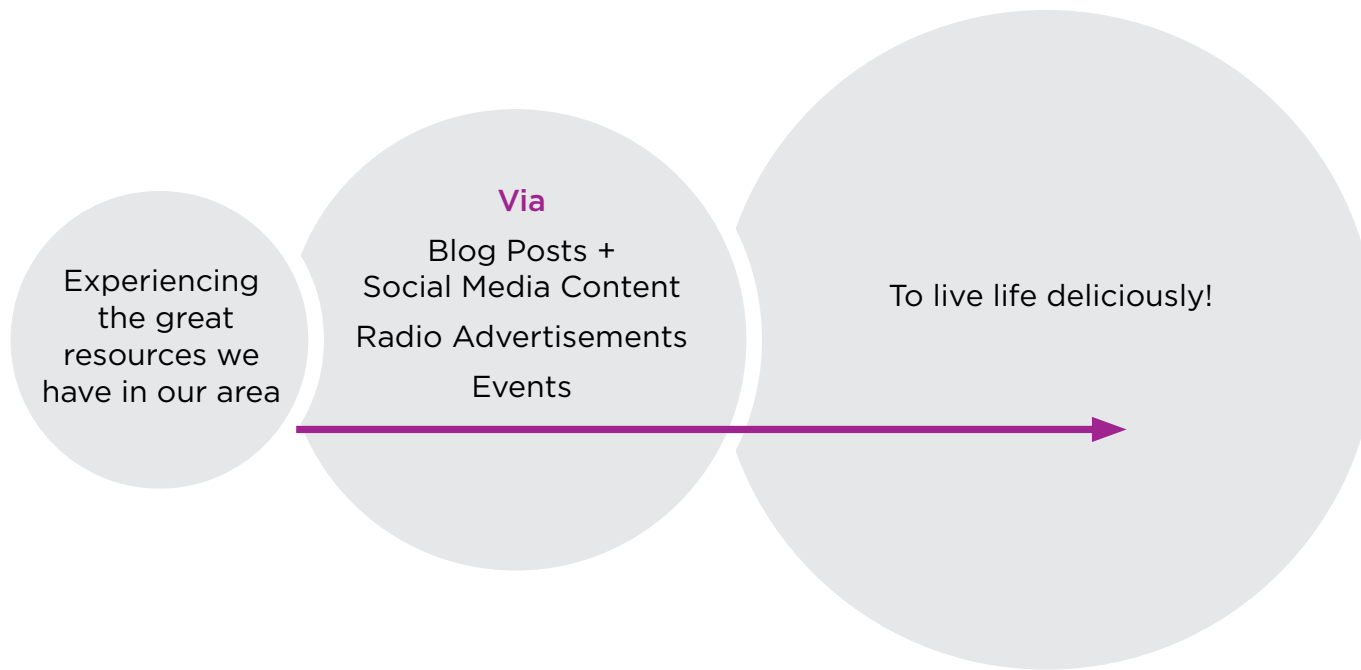 Experiencing
the great
resources we
have in our area
Via
Blog Posts +
Social Media Content
Radio Advertisements
Events
To live life deliciously!